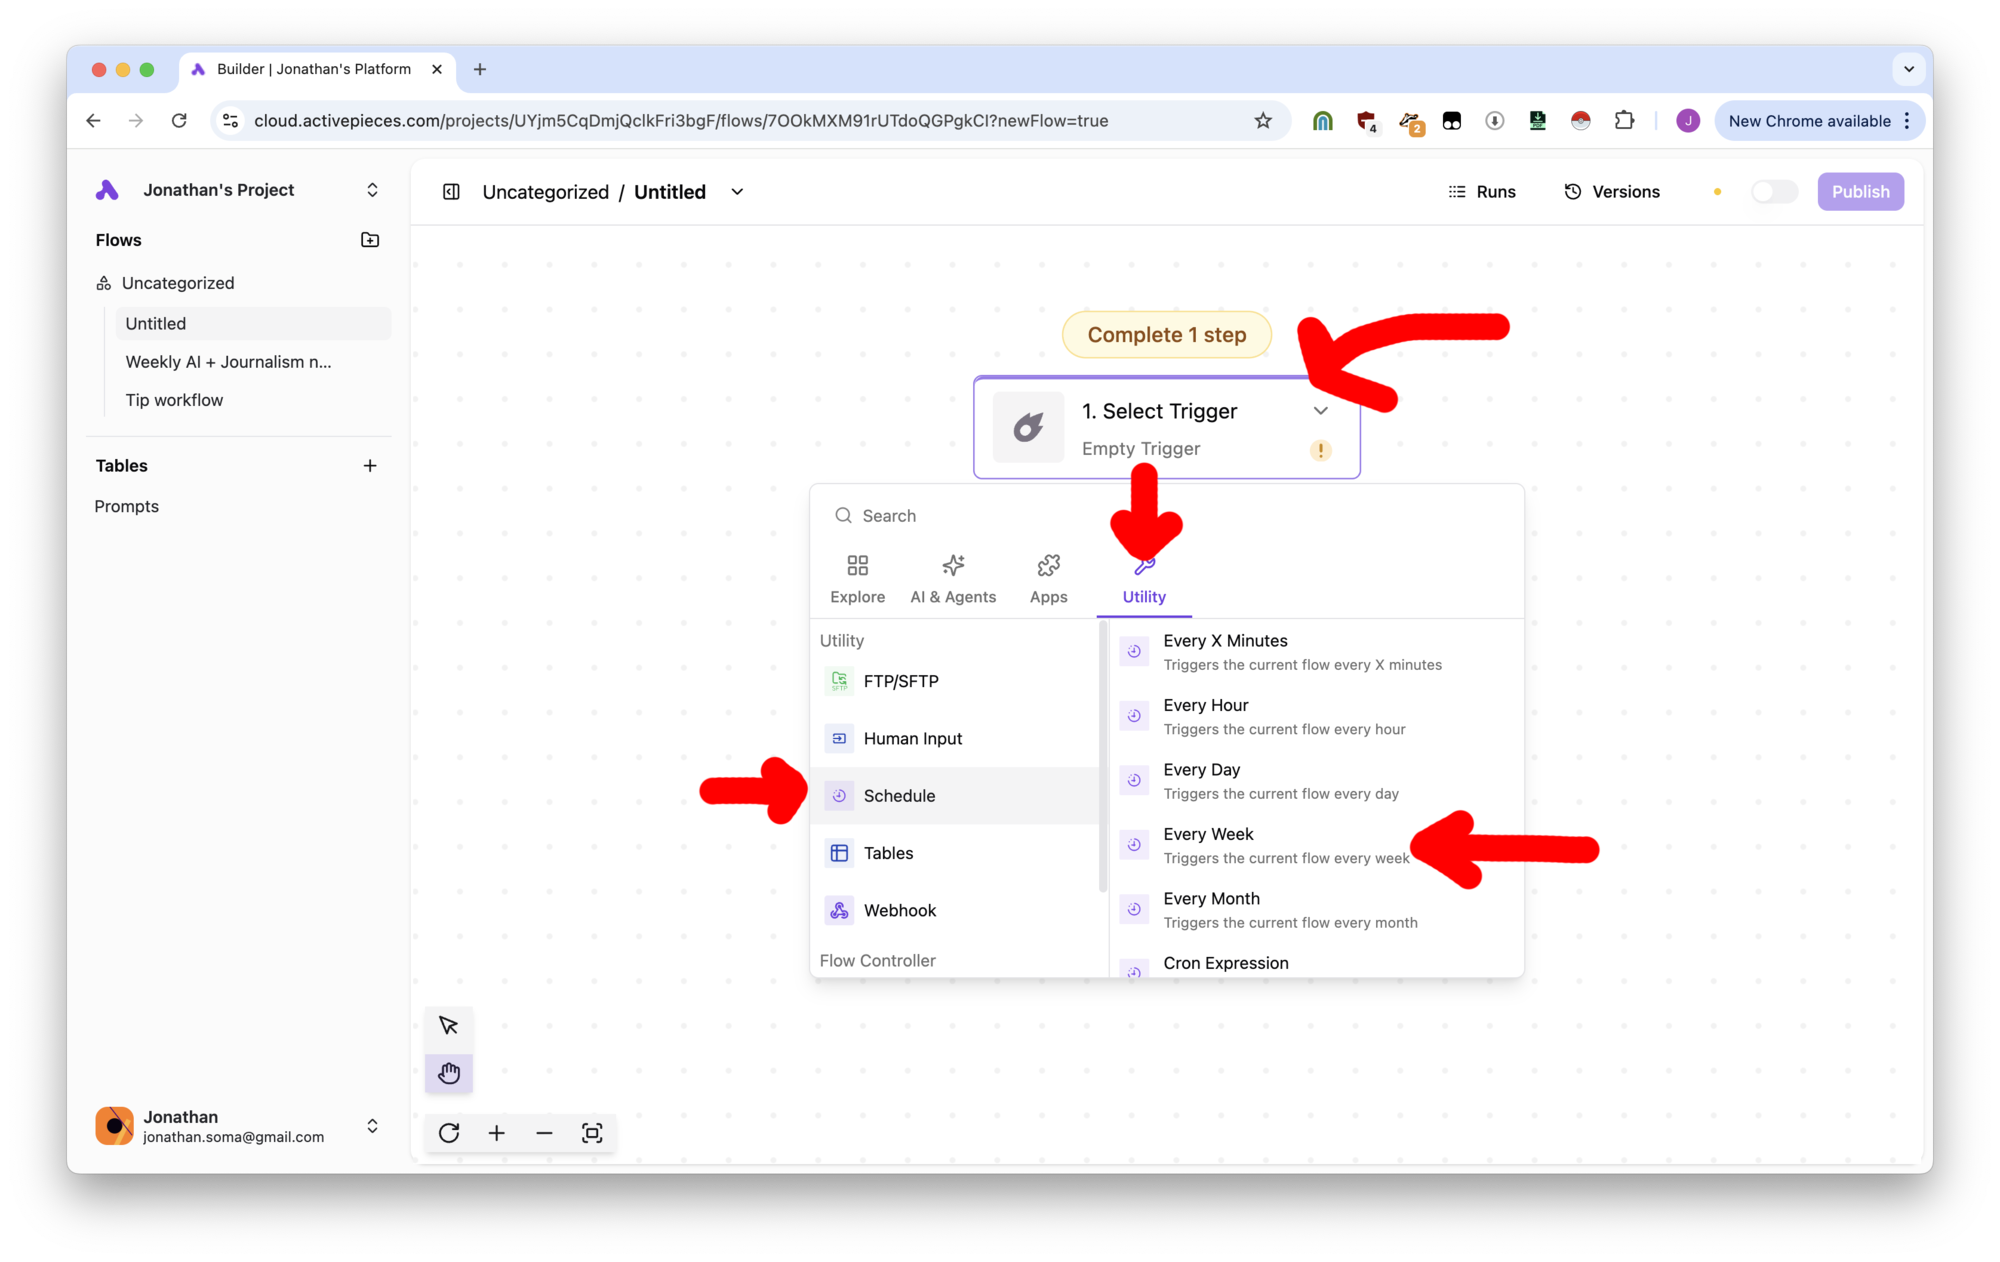 Builder | Jonathan's Platform
cloud.activepieces.com/projects/UYjm5CqDmjQclkFri3bgF/flows/7OOkMXM91rUTdoQGPgkCl?newFlow=true
4
2
J
New Chrome available
Jonathan's Project
Uncategorized / Untitled
Runs
Versions
Publish
Flows
Uncategorized
Untitled
Weekly AI + Journalism n...
Tip workflow
Tables
Prompts
Complete 1 step
1. Select Trigger
Empty Trigger
Search
Explore
AI & Agents
Apps
Utility
Utility
FTP/SFTP
Human Input
Schedule
Tables
Webhook
Flow Controller
Every X Minutes
Triggers the current flow every X minutes
Every Hour
Triggers the current flow every hour
Every Day
Triggers the current flow every day
Every Week
Triggers the current flow every week
Every Month
Triggers the current flow every month
Cron Expression
Jonathan
jonathan.soma@gmail.com